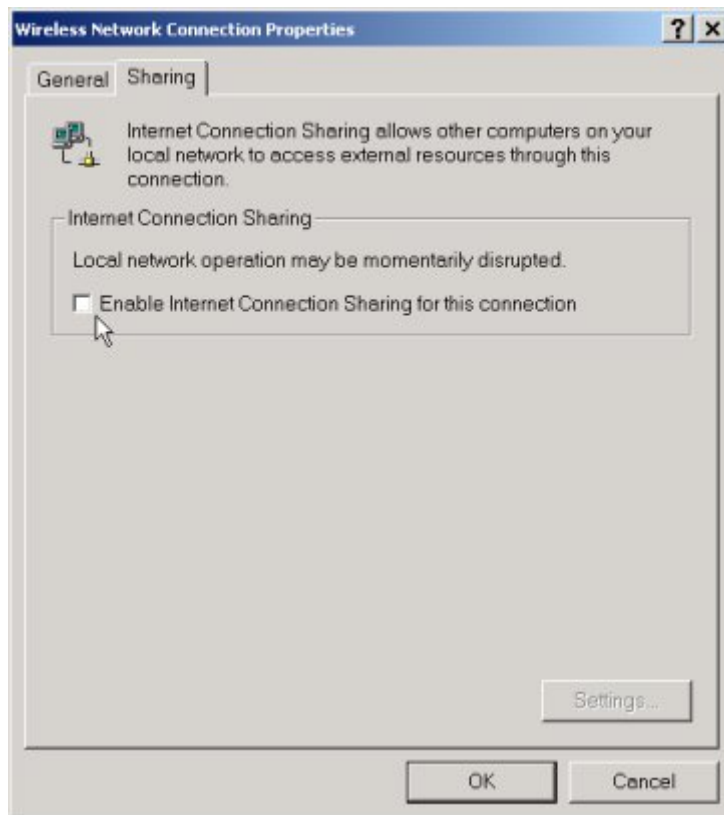 Wireless Network Connection Properties
General Sharing
Internet Connection Sharing allows other computers on your
local network to access external resources through this
connection.
Internet Connection Sharing
Local network operation may be momentarily disrupted.
Enable Internet Connection Sharing for this connection
Settings...
OK Cancel